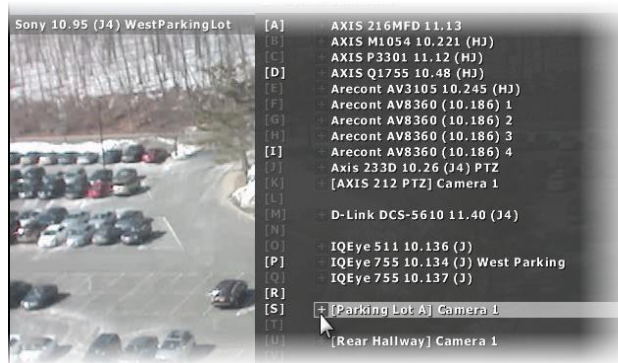 Sony 10.95 (J4) WestParkingLot
[A] AXIS 216MFD 11.13
[B] + AXIS M1054 10.221 (HJ)
[C] + AXIS P3301 11.12 (HJ)
[D] AXIS Q1755 10.48 (HJ)
[E] + Arecont AV3105 10.245 (HJ)
[F] + Arecont AV8360 (10.186) 1
[G] + Arecont AV8360 (10.186) 2
[H] + Arecont AV8360 (10.186) 3
[I] + Arecont AV8360 (10.186) 4
[J] + Axis 233D 10.26 (J4) PTZ
[K] + [AXIS 212 PTZ] Camera 1
[L]
[M] + D-Link DCS-5610 11.40 (J4)
[N]
[O] + IQEye 511 10.136 (J)
[P] + IQEye 755 10.134 (J) West Parking
[Q] + IQEye 755 10.137 (J)
[R]
[S] + [Parking Lot A] Camera 1
[T]
[U] + [Rear Hallway] Camera 1